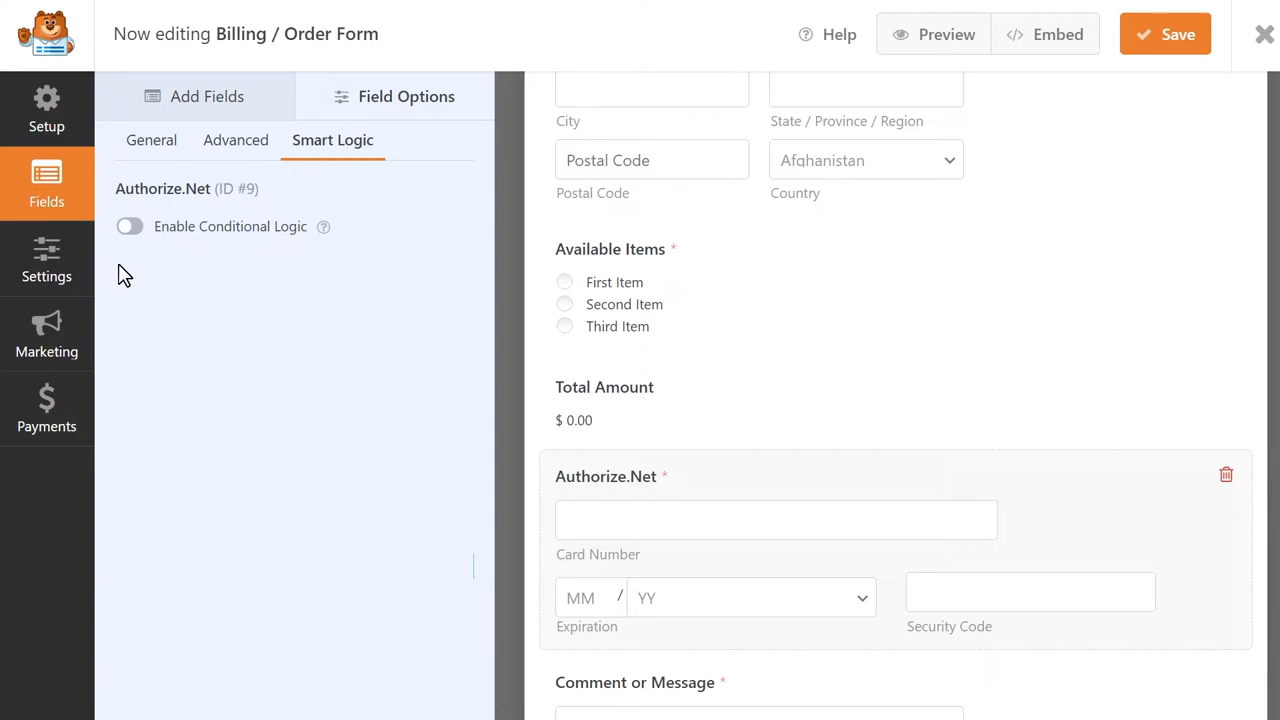 Now editing Billing / Order Form
Help
Preview
</> Embed
Save
Setup
Fields
Settings
Marketing
Payments
Add Fields
Field Options
General
Advanced
Smart Logic
Authorize.Net (ID #9)
Enable Conditional Logic
City
State / Province / Region
Postal Code
Afghanistan
Postal Code
Country
Available Items *
First Item
Second Item
Third Item
Total Amount
$ 0.00
Authorize.Net *
Card Number
MM / YY
Expiration
Security Code
Comment or Message *